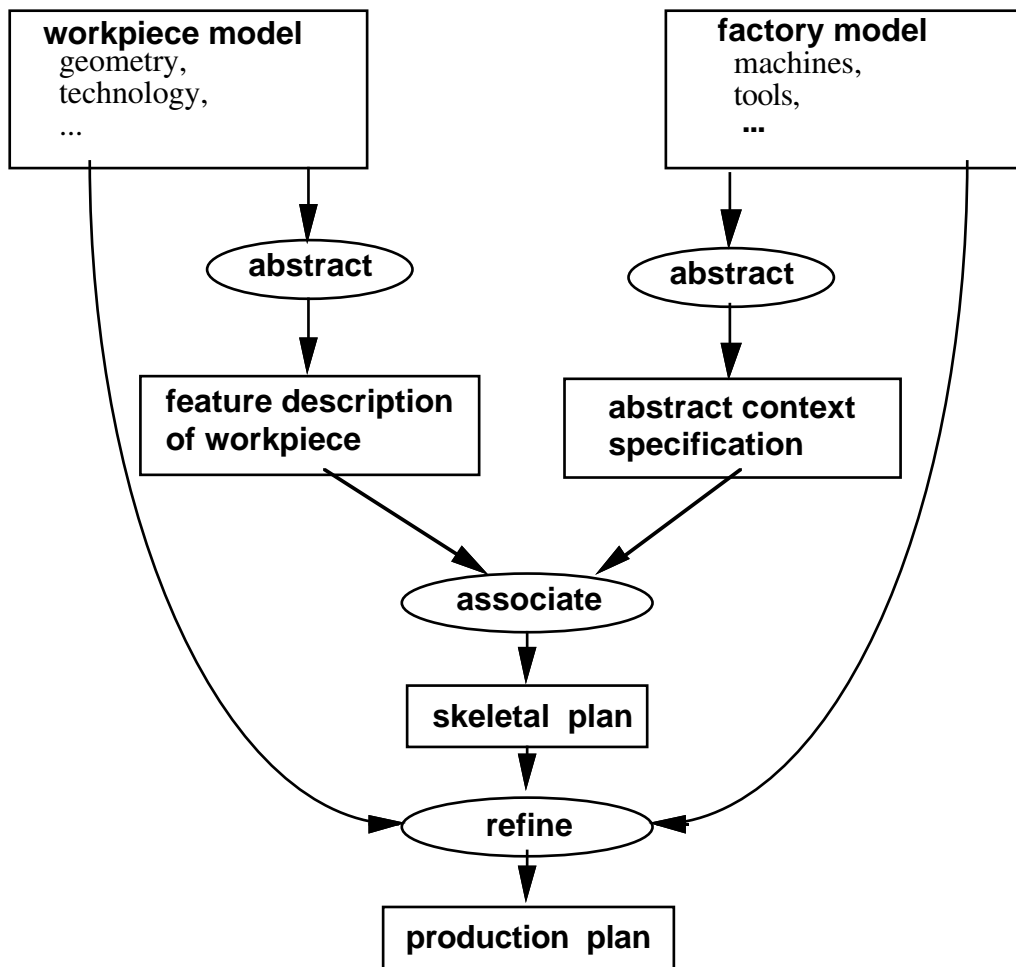 workpiece model
geometry,
technology,
...
factory model
machines,
tools,
...
abstract
abstract
feature description
of workpiece
abstract context
specification
associate
skeletal plan
refine
production plan